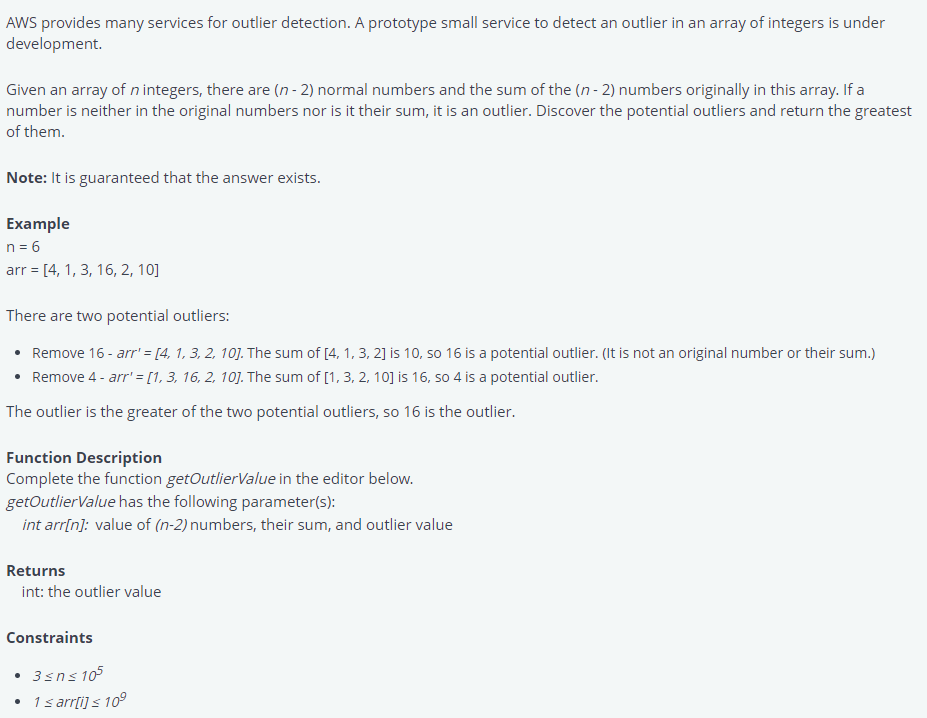 AWS provides many services for outlier detection. A prototype small service to detect an outlier in an array of integers is under
development.
Given an array of n integers, there are (n - 2) normal numbers and the sum of the (n - 2) numbers originally in this array. If a
number is neither in the original numbers nor is it their sum, it is an outlier. Discover the potential outliers and return the greatest
of them.
Note: It is guaranteed that the answer exists.
Example
n = 6
arr = [4, 1, 3, 16, 2, 10]
There are two potential outliers:
• Remove 16 - arr' = [4, 1, 3, 2, 10]. The sum of [4, 1, 3, 2] is 10, so 16 is a potential outlier. (It is not an original number or their sum.)
• Remove 4 - arr' = [1, 3, 16, 2, 10]. The sum of [1, 3, 2, 10] is 16, so 4 is a potential outlier.
The outlier is the greater of the two potential outliers, so 16 is the outlier.
Function Description
Complete the function getOutlierValue in the editor below.
getOutlierValue has the following parameter(s):
int arr[n]: value of (n-2) numbers, their sum, and outlier value
Returns
int: the outlier value
Constraints
• 3 ≤ n ≤ 10⁵
• 1 ≤ arr[i] ≤ 10⁹